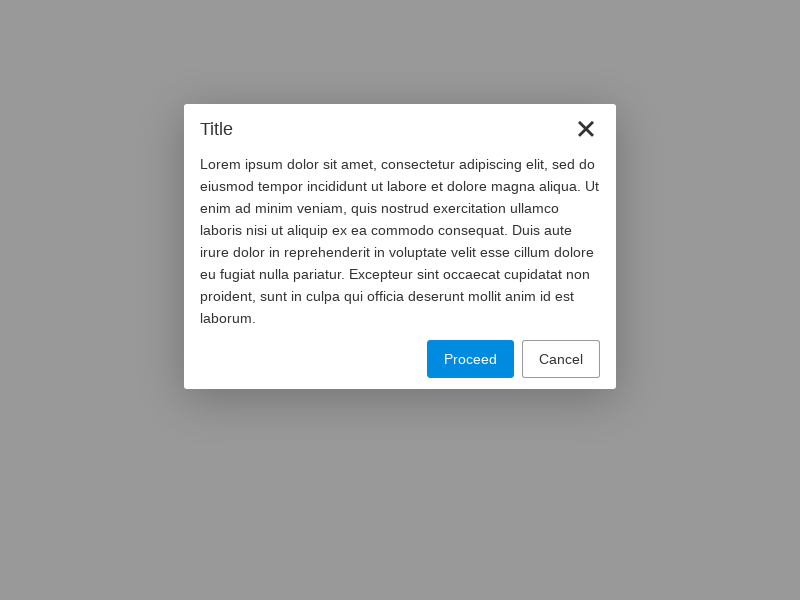 Title
Lorem ipsum dolor sit amet, consectetur adipiscing elit, sed do
eiusmod tempor incididunt ut labore et dolore magna aliqua. Ut
enim ad minim veniam, quis nostrud exercitation ullamco
laboris nisi ut aliquip ex ea commodo consequat. Duis aute
irure dolor in reprehenderit in voluptate velit esse cillum dolore
eu fugiat nulla pariatur. Excepteur sint occaecat cupidatat non
proident, sunt in culpa qui officia deserunt mollit anim id est
laborum.
Proceed Cancel